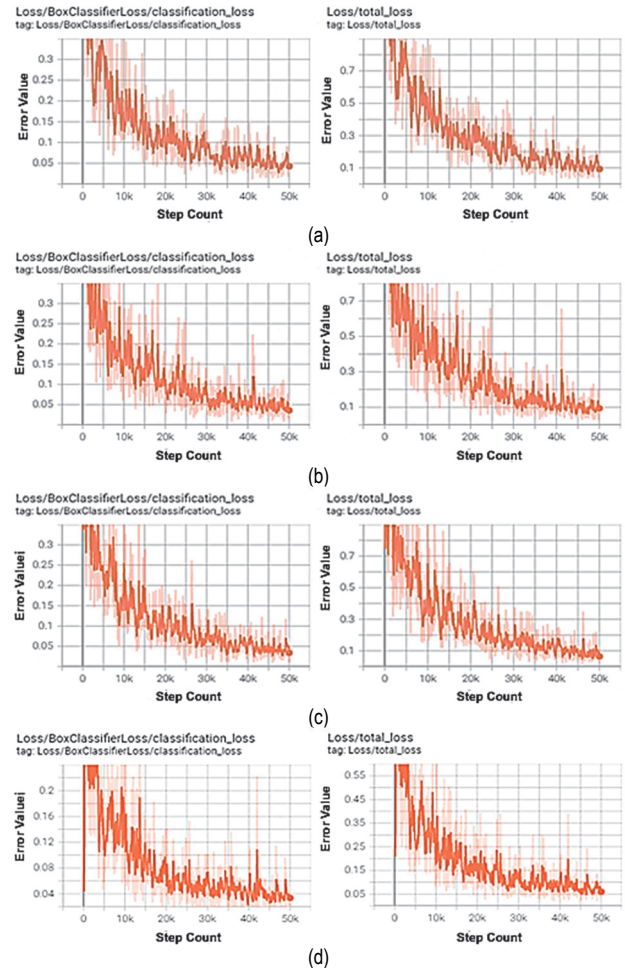 Loss/BoxClassifierLoss/classification_loss
tag: Loss/BoxClassifierLoss/classification_loss
Error Value
0.3
0.25
0.2
0.15
0.1
0.05
0 10k 20k 30k 40k 50k
Step Count
Loss/total_loss
tag: Loss/total_loss
Error Value
0.9
0.7
0.5
0.3
0.1
0 10k 20k 30k 40k 50k
Step Count
(a)
Loss/BoxClassifierLoss/classification_loss
tag: Loss/BoxClassifierLoss/classification_loss
Error Value
0.3
0.25
0.2
0.15
0.1
0.05
0 10k 20k 30k 40k 50k
Step Count
Loss/total_loss
tag: Loss/total_loss
Error Value
0.7
0.5
0.3
0.1
0 10k 20k 30k 40k 50k
Step Count
(b)
Loss/BoxClassifierLoss/classification_loss
tag: Loss/BoxClassifierLoss/classification_loss
Error Valuei
0.3
0.25
0.2
0.15
0.1
0.05
0 10k 20k 30k 40k 50k
Step Count
Loss/total_loss
tag: Loss/total_loss
Error Value
0.7
0.5
0.3
0.1
0 10k 20k 30k 40k 50k
Step Count
(c)
Loss/BoxClassifierLoss/classification_loss
tag: Loss/BoxClassifierLoss/classification_loss
Error Valuei
0.2
0.16
0.12
0.08
0.04
0 10k 20k 30k 40k 50k
Step Count
Loss/total_loss
tag: Loss/total_loss
Error Value
0.55
0.45
0.35
0.25
0.15
0.05
0 10k 20k 30k 40k 50k
Step Count
(d)